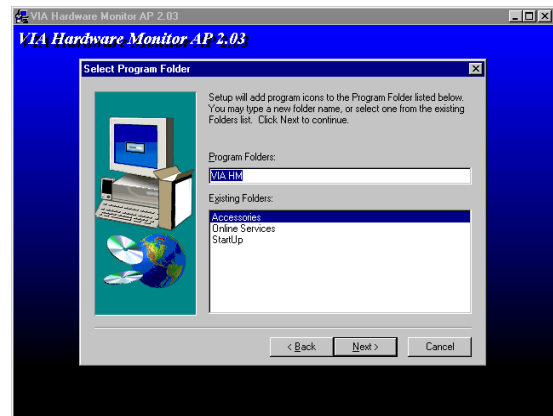 VIA Hardware Monitor AP 2.03
VIA Hardware Monitor AP 2.03
Select Program Folder
Setup will add program icons to the Program Folder listed below.
You may type a new folder name, or select one from the existing
Folders list. Click Next to continue.
Program Folders:
VIA HM
Existing Folders:
Accessories
Online Services
StartUp
< Back
Next >
Cancel